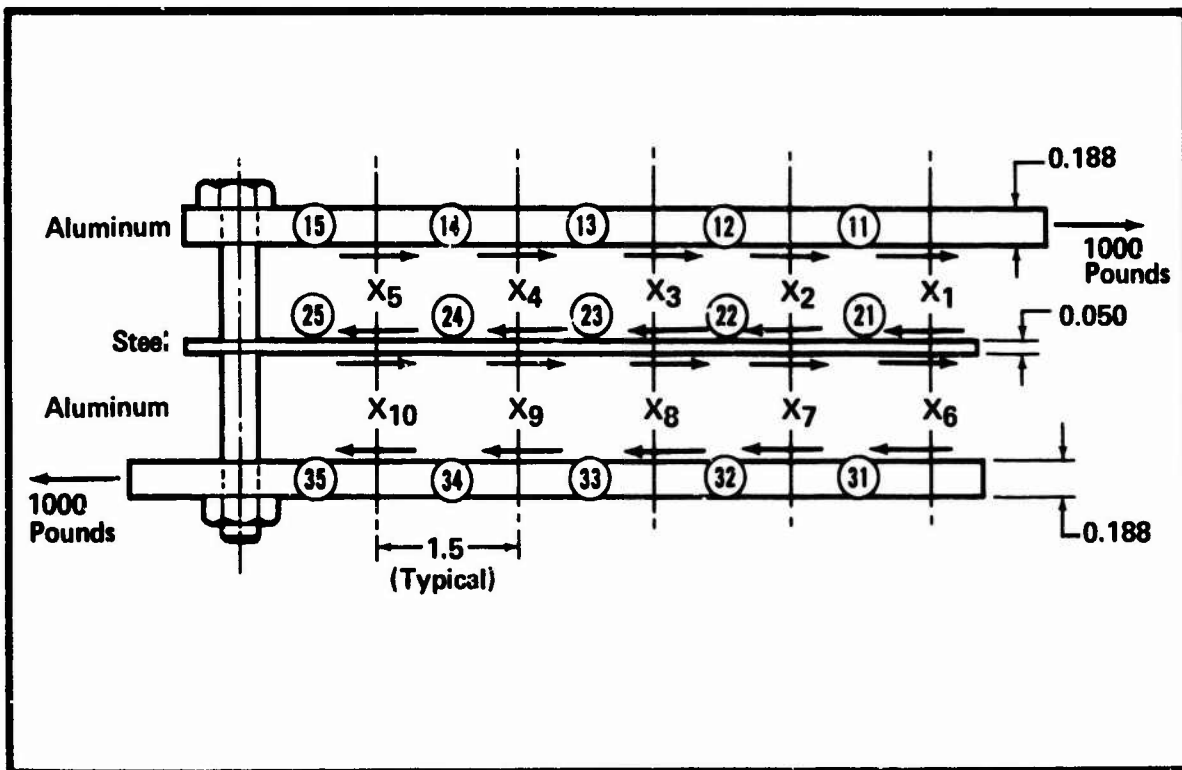 0.188
Aluminum 15 14 13 12 11
1000
Pounds
X5 X4 X3 X2 X1
25 24 23 22 21
0.050
Steel
Aluminum
X10 X9 X8 X7 X6
35 34 33 32 31
1000
Pounds
0.188
1.5
(Typical)